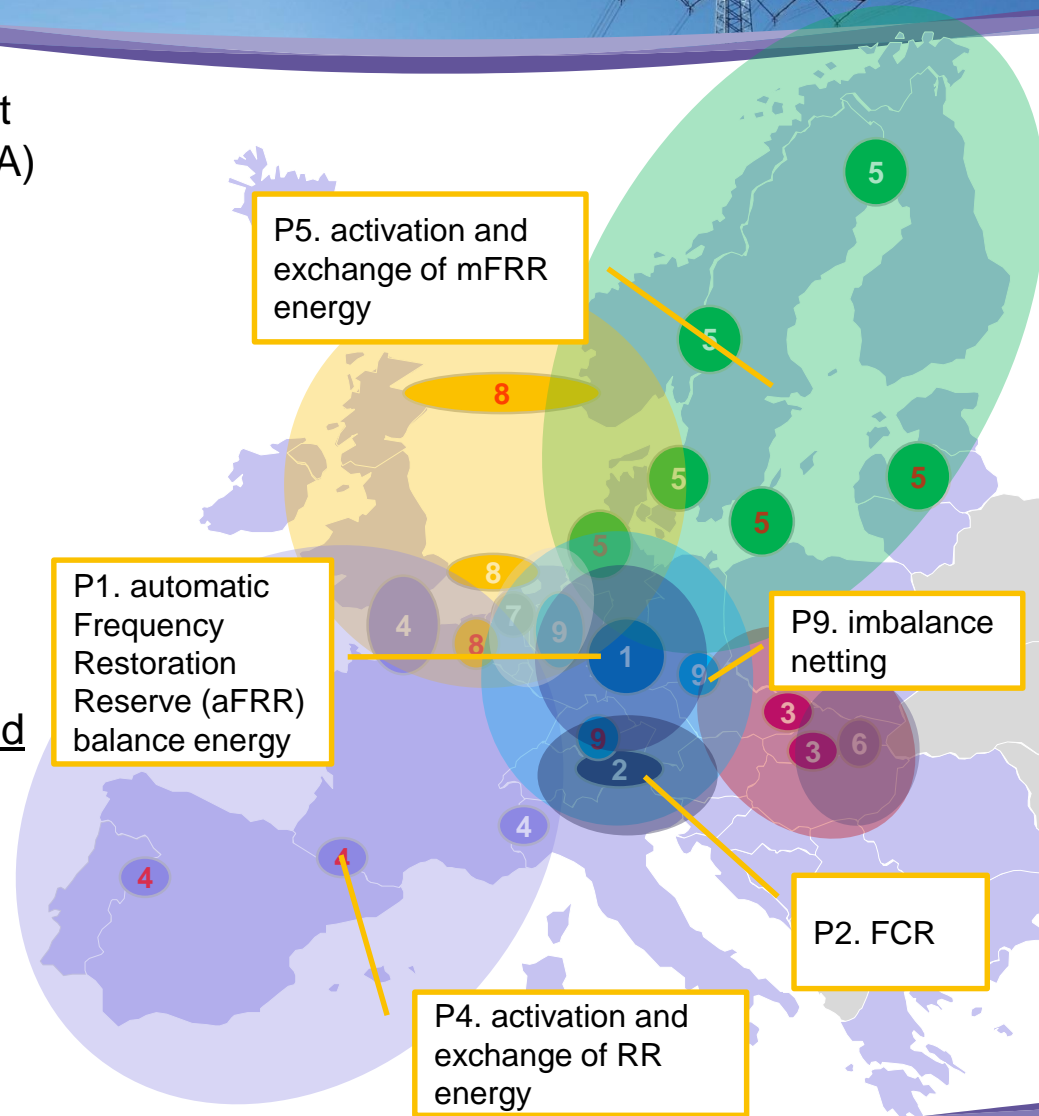 t
A)
5
P5. activation and
exchange of mFRR
energy
5
8
5
5
5
5
8
P1. automatic
Frequency
Restoration
Reserve (aFRR)
balance energy
7
4
9
8
1
P9. imbalance
netting
9
3
d
9
3
6
2
4
4
4
P2. FCR
P4. activation and
exchange of RR
energy